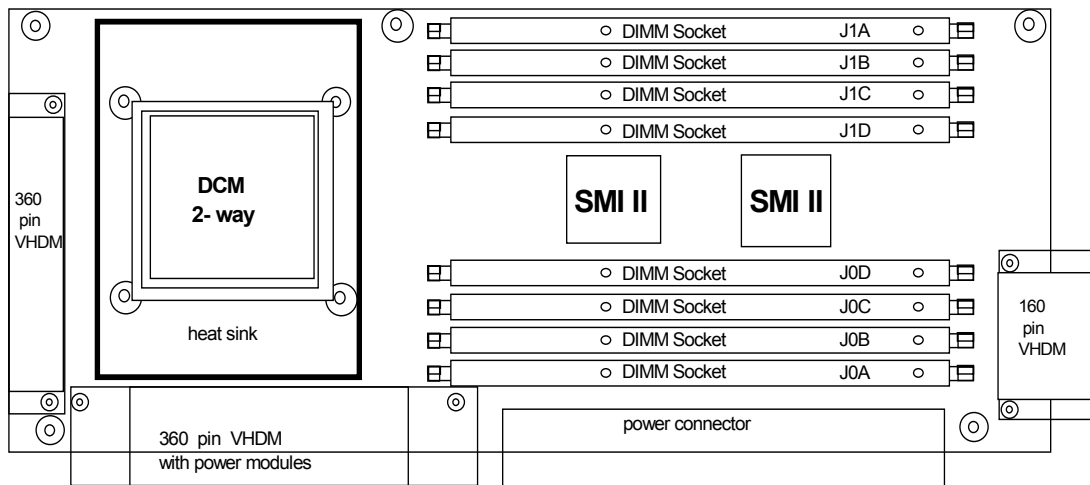 DIMM Socket J1A
DIMM Socket J1B
DIMM Socket J1C
DIMM Socket J1D
360
pin
VHDM
DCM
2- way
heat sink
SMI II
SMI II
DIMM Socket J0D
DIMM Socket J0C
DIMM Socket J0B
DIMM Socket J0A
160
pin
VHDM
360 pin VHDM
with power modules
power connector